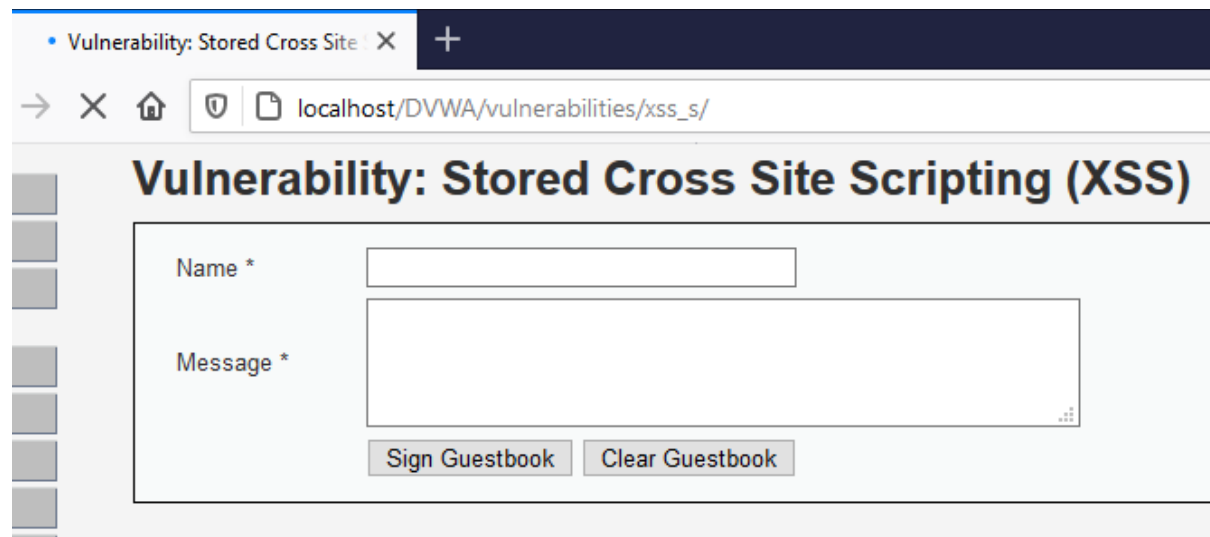 Vulnerability: Stored Cross Site
localhost/DVWA/vulnerabilities/xss_s/
Vulnerability: Stored Cross Site Scripting (XSS)
Name *
Message *
Sign Guestbook Clear Guestbook